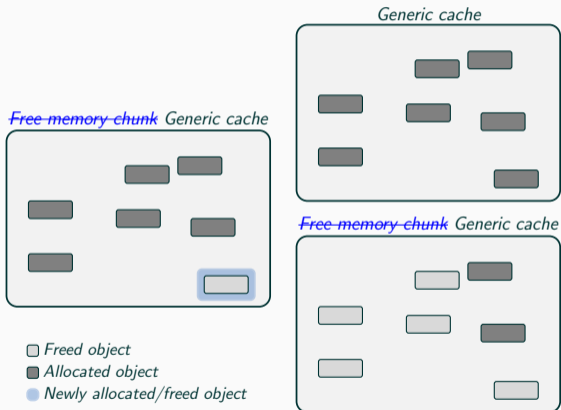 Generic cache
Free memory chunk Generic cache
Free memory chunk Generic cache
Freed object
Allocated object
Newly allocated/freed object